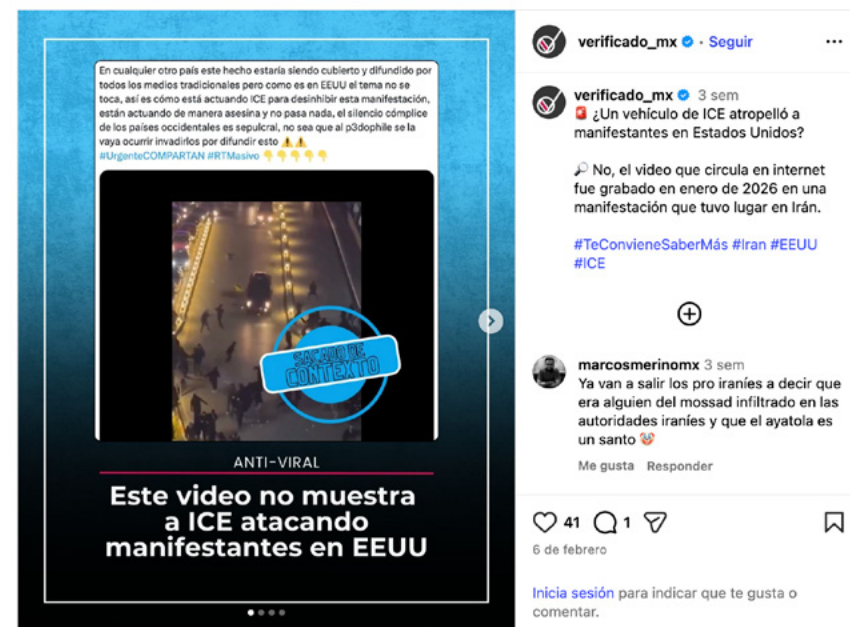 En cualquier otro país este hecho estaría siendo cubierto y difundido por
todos los medios tradicionales pero como es en EEUU el tema no se
toca, así es cómo está actuando ICE para desinhibir esta manifestación,
están actuando de manera asesina y no pasa nada, el silencio cómplice
de los países occidentales es sepulcral, no sea que al p3dophile se la
vaya ocurrir invadirlos por difundir esto ⚠️⚠️
#UrgenteCOMPARTAN #RTMasivo 👇👇👇👇👇
SACADO DE
CONTEXTO
ANTI-VIRAL
Este video no muestra
a ICE atacando
manifestantes en EEUU
verificado_mx · Seguir
verificado_mx 3 sem
🚨 ¿Un vehículo de ICE atropelló a
manifestantes en Estados Unidos?
🔎 No, el video que circula en internet
fue grabado en enero de 2026 en una
manifestación que tuvo lugar en Irán.
#TeConvieneSaberMás #Iran #EEUU
#ICE
marcosmerinomx 3 sem
Ya van a salir los pro iraníes a decir que
era alguien del mossad infiltrado en las
autoridades iraníes y que el ayatola es
un santo 🤡
Me gusta Responder
41 1
6 de febrero
Inicia sesión para indicar que te gusta o
comentar.